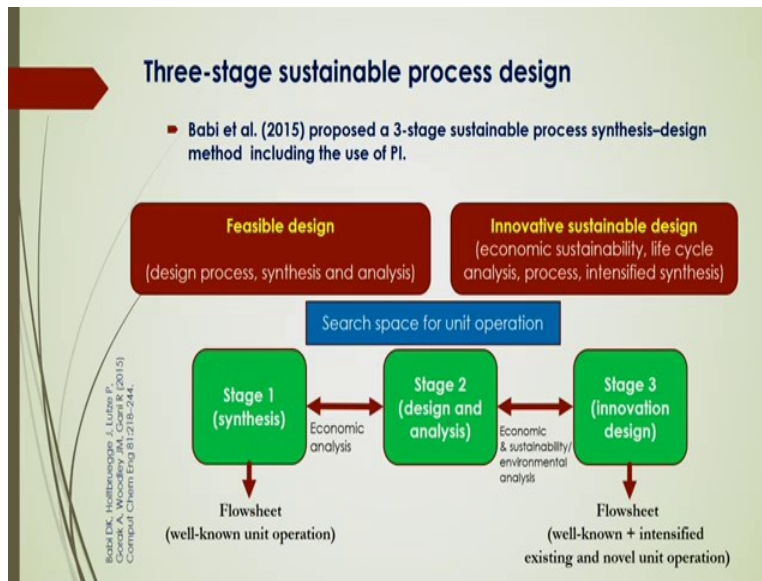 Three-stage sustainable process design
Babi et al. (2015) proposed a 3-stage sustainable process synthesis–design
method including the use of PI.
Feasible design
(design process, synthesis and analysis)
Innovative sustainable design
(economic sustainability, life cycle
analysis, process, intensified synthesis)
Search space for unit operation
Stage 1
(synthesis)
Economic
analysis
Stage 2
(design and
analysis)
Economic
& sustainability/
environmental
analysis
Stage 3
(innovation
design)
Flowsheet
(well-known unit operation)
Flowsheet
(well-known + intensified
existing and novel unit operation)
Babi DK, Holtbruegge J, Lutze P,
Gorak A, Woodley JM, Gani R (2015)
Comput Chem Eng 81:218–244.